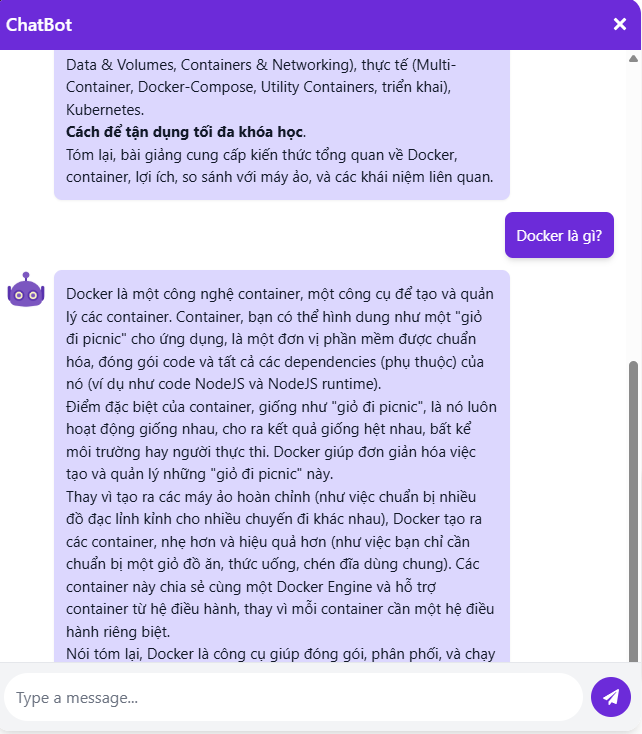 ChatBot
Data & Volumes, Containers & Networking), thực tế (Multi-
Container, Docker-Compose, Utility Containers, triển khai),
Kubernetes.
Cách để tận dụng tối đa khóa học.
Tóm lại, bài giảng cung cấp kiến thức tổng quan về Docker,
container, lợi ích, so sánh với máy ảo, và các khái niệm liên quan.
Docker là gì?
Docker là một công nghệ container, một công cụ để tạo và quản
lý các container. Container, bạn có thể hình dung như một "giỏ
đi picnic" cho ứng dụng, là một đơn vị phần mềm được chuẩn
hóa, đóng gói code và tất cả các dependencies (phụ thuộc) của
nó (ví dụ như code NodeJS và NodeJS runtime).
Điểm đặc biệt của container, giống như "giỏ đi picnic", là nó luôn
hoạt động giống nhau, cho ra kết quả giống hệt nhau, bất kể
môi trường hay người thực thi. Docker giúp đơn giản hóa việc
tạo và quản lý những "giỏ đi picnic" này.
Thay vì tạo ra các máy ảo hoàn chỉnh (như việc chuẩn bị nhiều
đồ đạc lỉnh kỉnh cho nhiều chuyến đi khác nhau), Docker tạo ra
các container, nhẹ hơn và hiệu quả hơn (như việc bạn chỉ cần
chuẩn bị một giỏ đồ ăn, thức uống, chén đĩa dùng chung). Các
container này chia sẻ cùng một Docker Engine và hỗ trợ
container từ hệ điều hành, thay vì mỗi container cần một hệ điều
hành riêng biệt.
Nói tóm lại, Docker là công cụ giúp đóng gói, phân phối, và chạy
Type a message...